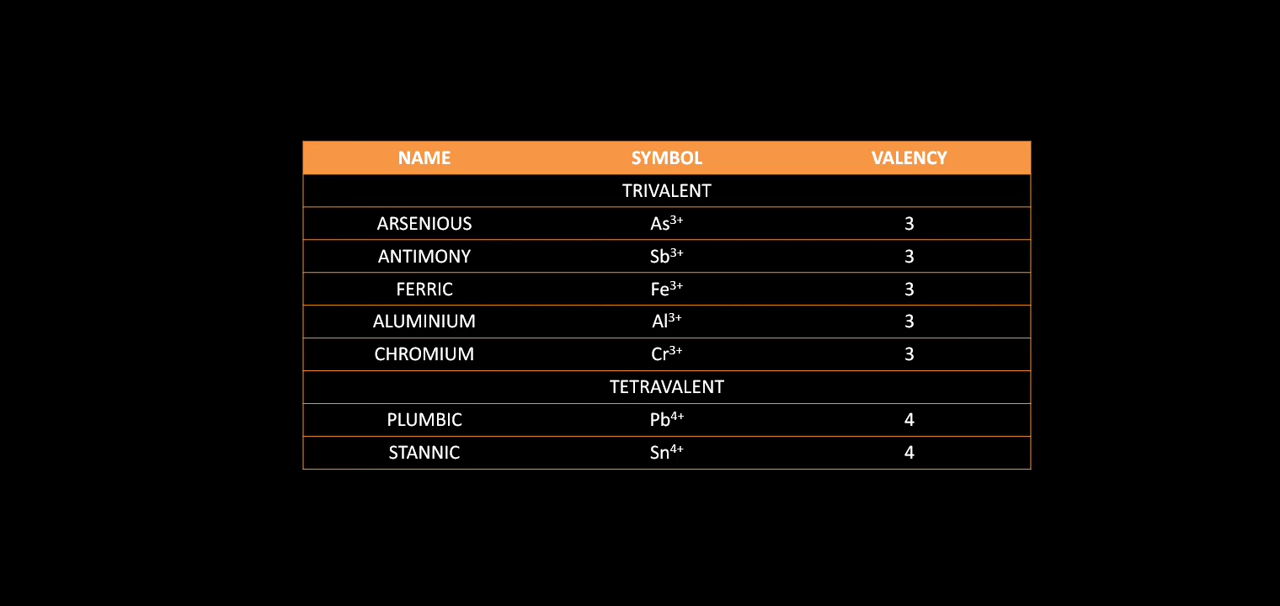 NAME SYMBOL VALENCY
TRIVALENT
ARSENIOUS As³⁺ 3
ANTIMONY Sb³⁺ 3
FERRIC Fe³⁺ 3
ALUMINIUM Al³⁺ 3
CHROMIUM Cr³⁺ 3
TETRAVALENT
PLUMBIC Pb⁴⁺ 4
STANNIC Sn⁴⁺ 4